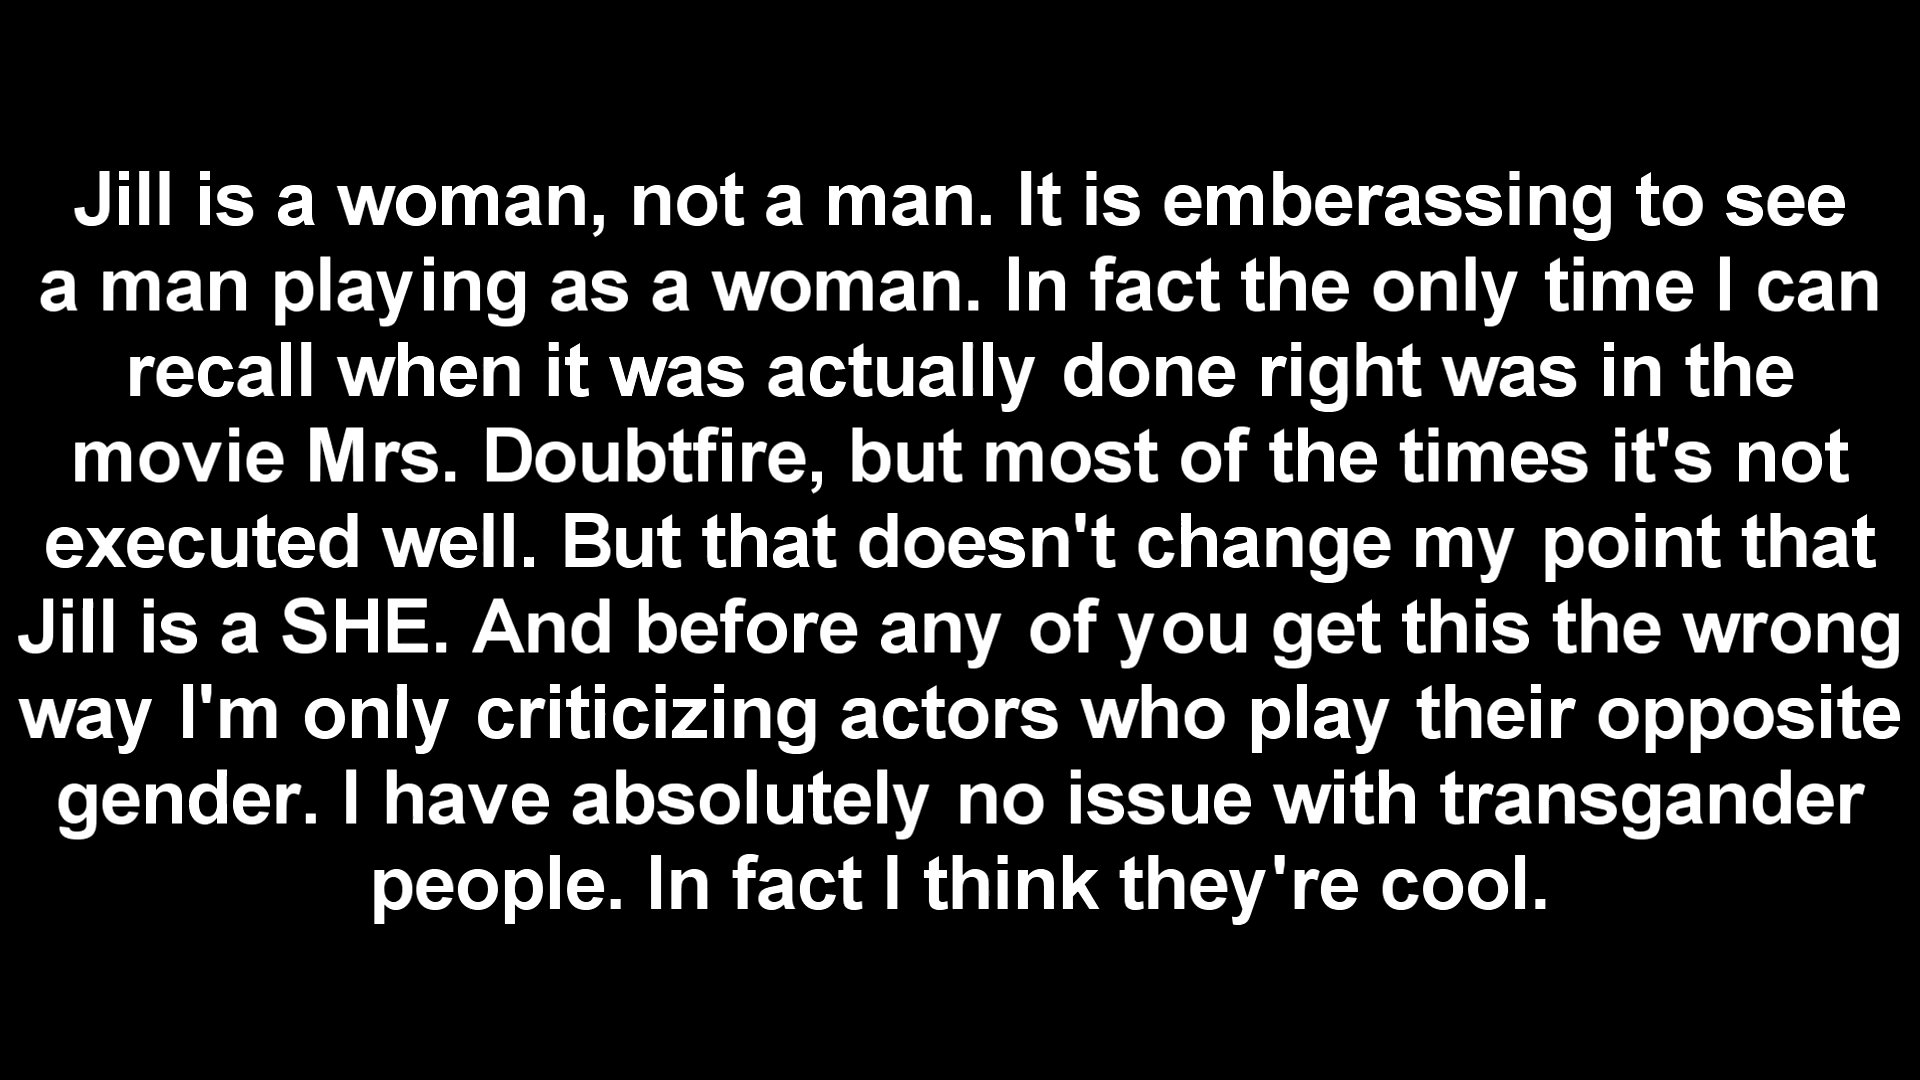 Jill is a woman, not a man. It is emberassing to see
a man playing as a woman. In fact the only time I can
recall when it was actually done right was in the
movie Mrs. Doubtfire, but most of the times it's not
executed well. But that doesn't change my point that
Jill is a SHE. And before any of you get this the wrong
way I'm only criticizing actors who play their opposite
gender. I have absolutely no issue with transgander
people. In fact I think they're cool.